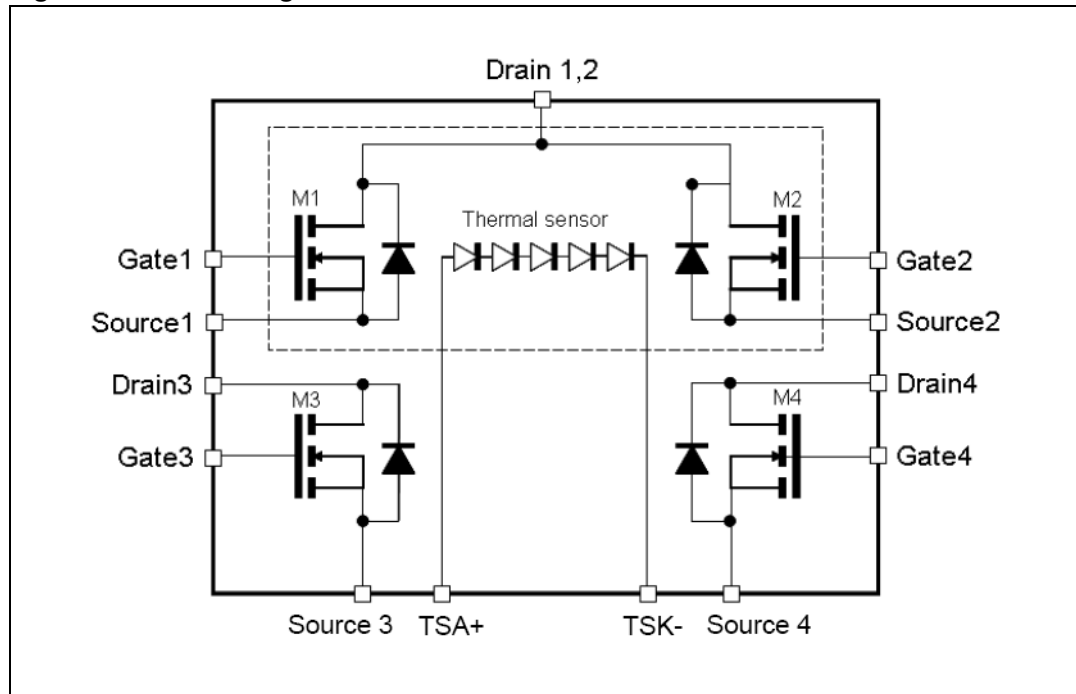 Drain 1,2
M1
M2
Thermal sensor
Gate1
Gate2
Source1
Source2
Drain3
Drain4
M3
M4
Gate3
Gate4
Source 3
TSA+
TSK-
Source 4